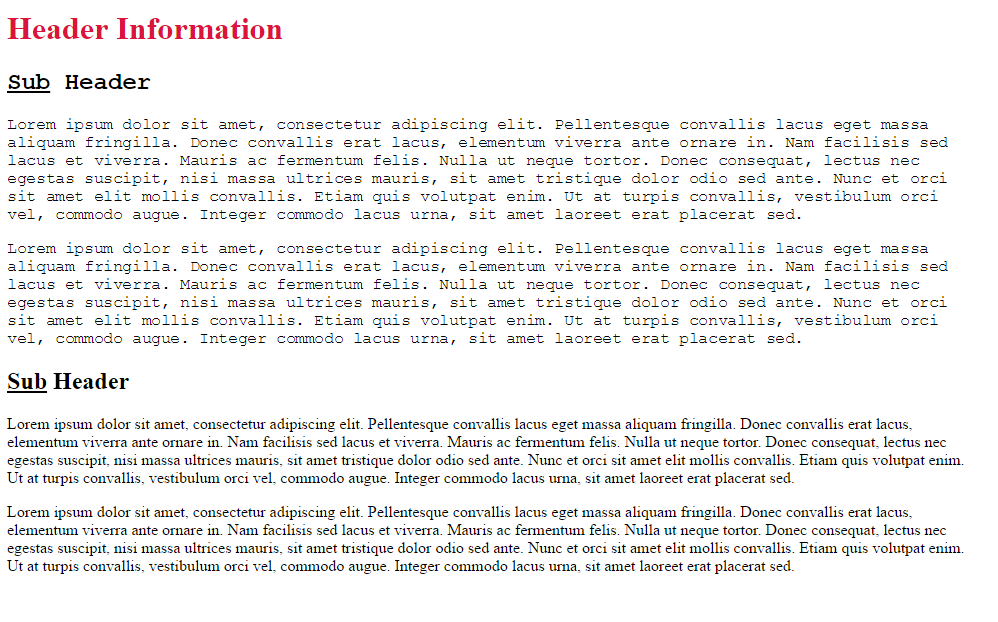 Header Information
Sub Header
Lorem ipsum dolor sit amet, consectetur adipiscing elit. Pellentesque convallis lacus eget massa
aliquam fringilla. Donec convallis erat lacus, elementum viverra ante ornare in. Nam facilisis sed
lacus et viverra. Mauris ac fermentum felis. Nulla ut neque tortor. Donec consequat, lectus nec
egestas suscipit, nisi massa ultrices mauris, sit amet tristique dolor odio sed ante. Nunc et orci
sit amet elit mollis convallis. Etiam quis volutpat enim. Ut at turpis convallis, vestibulum orci
vel, commodo augue. Integer commodo lacus urna, sit amet laoreet erat placerat sed.
Lorem ipsum dolor sit amet, consectetur adipiscing elit. Pellentesque convallis lacus eget massa
aliquam fringilla. Donec convallis erat lacus, elementum viverra ante ornare in. Nam facilisis sed
lacus et viverra. Mauris ac fermentum felis. Nulla ut neque tortor. Donec consequat, lectus nec
egestas suscipit, nisi massa ultrices mauris, sit amet tristique dolor odio sed ante. Nunc et orci
sit amet elit mollis convallis. Etiam quis volutpat enim. Ut at turpis convallis, vestibulum orci
vel, commodo augue. Integer commodo lacus urna, sit amet laoreet erat placerat sed.
Sub Header
Lorem ipsum dolor sit amet, consectetur adipiscing elit. Pellentesque convallis lacus eget massa aliquam fringilla. Donec convallis erat lacus,
elementum viverra ante ornare in. Nam facilisis sed lacus et viverra. Mauris ac fermentum felis. Nulla ut neque tortor. Donec consequat, lectus nec
egestas suscipit, nisi massa ultrices mauris, sit amet tristique dolor odio sed ante. Nunc et orci sit amet elit mollis convallis. Etiam quis volutpat enim.
Ut at turpis convallis, vestibulum orci vel, commodo augue. Integer commodo lacus urna, sit amet laoreet erat placerat sed.
Lorem ipsum dolor sit amet, consectetur adipiscing elit. Pellentesque convallis lacus eget massa aliquam fringilla. Donec convallis erat lacus,
elementum viverra ante ornare in. Nam facilisis sed lacus et viverra. Mauris ac fermentum felis. Nulla ut neque tortor. Donec consequat, lectus nec
egestas suscipit, nisi massa ultrices mauris, sit amet tristique dolor odio sed ante. Nunc et orci sit amet elit mollis convallis. Etiam quis volutpat enim.
Ut at turpis convallis, vestibulum orci vel, commodo augue. Integer commodo lacus urna, sit amet laoreet erat placerat sed.